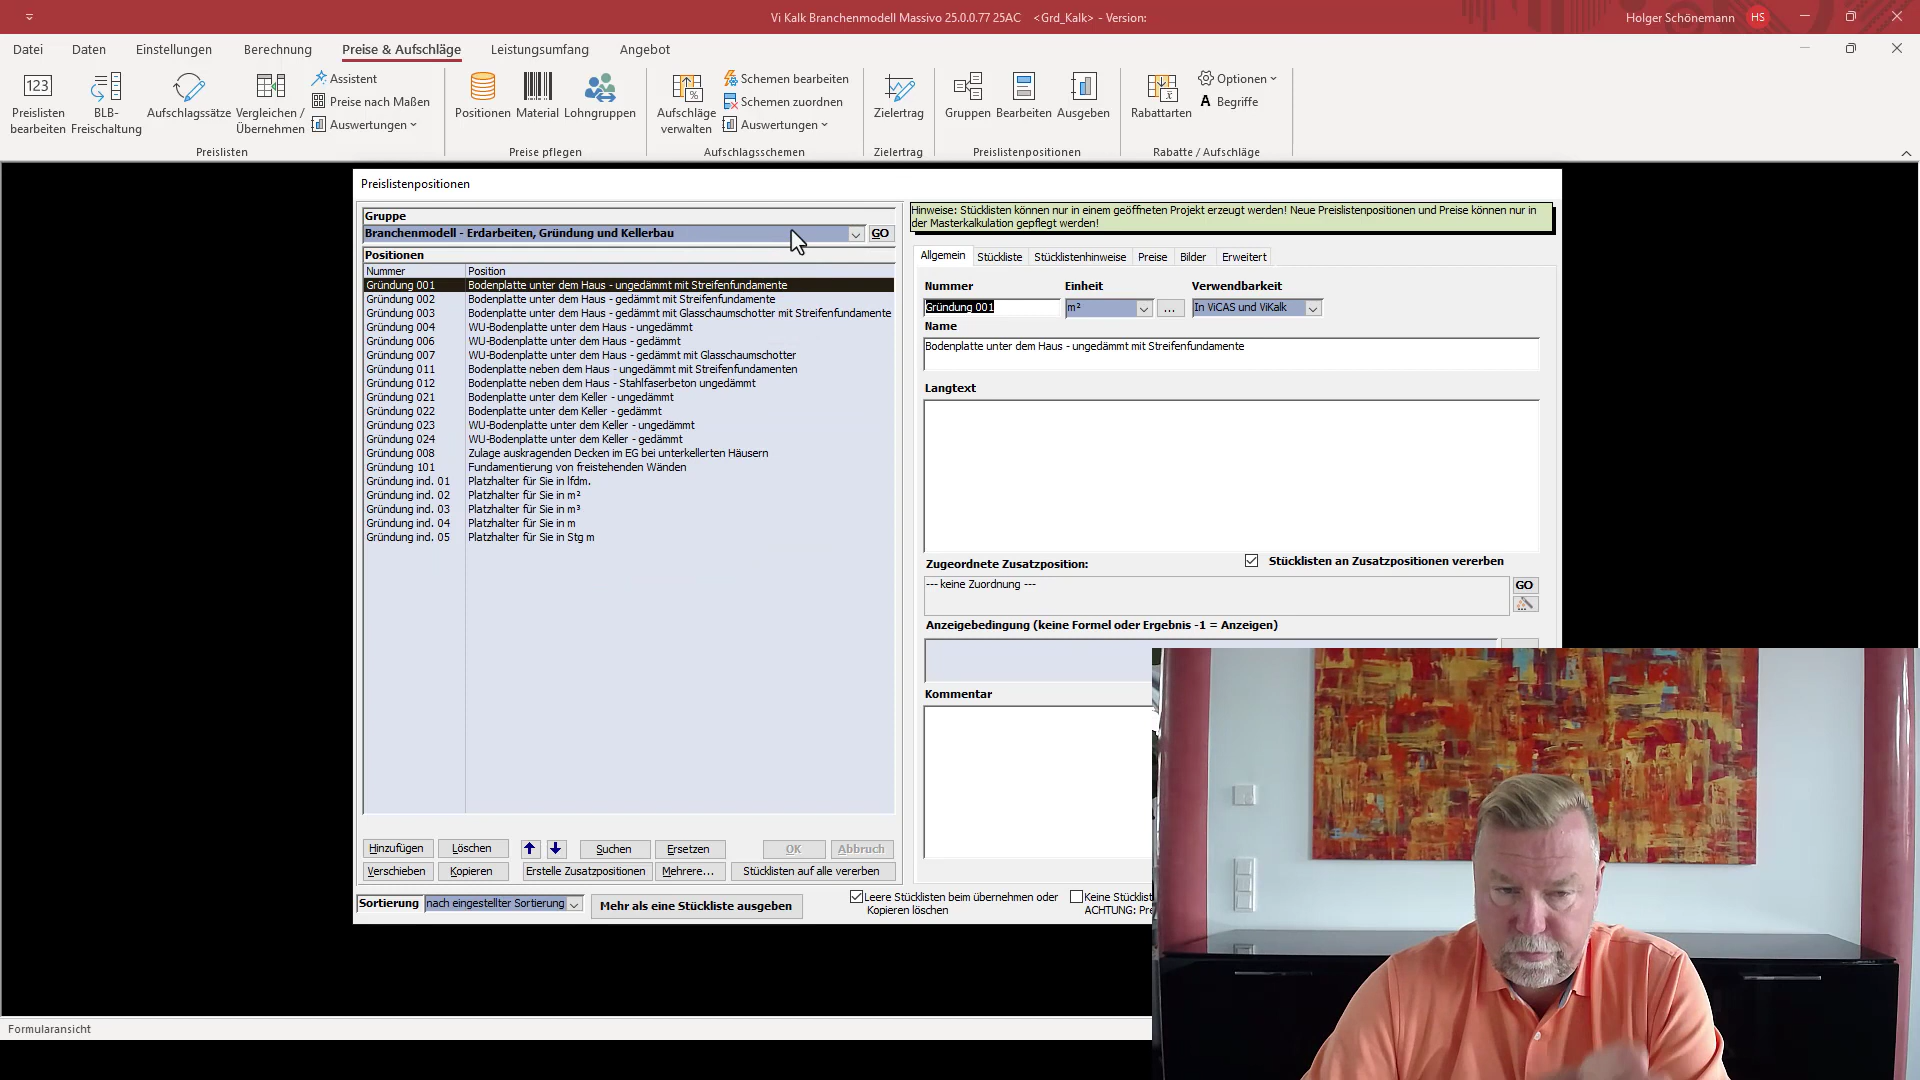 Vi Kalk Branchenmodell Massivo 25.0.0.77 25AC <Grd_Kalk> - Version:
Holger Schönemann HS
Datei Daten Einstellungen Berechnung Preise & Aufschläge Leistungsumfang Angebot
123
Preislisten bearbeiten
BLB-Freischaltung
Aufschlagsätze
Vergleichen / Übernehmen
Assistent
Preise nach Maßen
Auswertungen
Preislisten
Positionen
Material
Lohngruppen
Preise pflegen
Aufschläge verwalten
Schemen bearbeiten
Schemen zuordnen
Auswertungen
Aufschlagsschemen
Zielertrag
Zielertrag
Gruppen
Bearbeiten
Ausgeben
Preislistenpositionen
Rabattarten
Optionen
A Begriffe
Rabatte / Aufschläge
Preislistenpositionen
Gruppe
Branchenmodell - Erdarbeiten, Gründung und Kellerbau GO
Positionen
Nummer Position
Gründung 001 Bodenplatte unter dem Haus - ungedämmt mit Streifenfundamente
Gründung 002 Bodenplatte unter dem Haus - gedämmt mit Streifenfundamente
Gründung 003 Bodenplatte unter dem Haus - gedämmt mit Glasschaumschotter mit Streifenfundamente
Gründung 004 WU-Bodenplatte unter dem Haus - ungedämmt
Gründung 006 WU-Bodenplatte unter dem Haus - gedämmt
Gründung 007 WU-Bodenplatte unter dem Haus - gedämmt mit Glasschaumschotter
Gründung 011 Bodenplatte neben dem Haus - ungedämmt mit Streifenfundamenten
Gründung 012 Bodenplatte neben dem Haus - Stahlfaserbeton ungedämmt
Gründung 021 Bodenplatte unter dem Keller - ungedämmt
Gründung 022 Bodenplatte unter dem Keller - gedämmt
Gründung 023 WU-Bodenplatte unter dem Keller - ungedämmt
Gründung 024 WU-Bodenplatte unter dem Keller - gedämmt
Gründung 008 Zulage auskragenden Decken im EG bei unterkellerten Häusern
Gründung 101 Fundamentierung von freistehenden Wänden
Gründung ind. 01 Platzhalter für Sie in lfdm.
Gründung ind. 02 Platzhalter für Sie in m²
Gründung ind. 03 Platzhalter für Sie in m³
Gründung ind. 04 Platzhalter für Sie in m
Gründung ind. 05 Platzhalter für Sie in Stg m
Hinzufügen Löschen Suchen Ersetzen OK Abbruch
Verschieben Kopieren Erstelle Zusatzpositionen Mehrere... Stücklisten auf alle vererben
Sortierung nach eingestellter Sortierung Mehr als eine Stückliste ausgeben
Leere Stücklisten beim übernehmen oder
Kopieren löschen
Keine Stücklist
ACHTUNG: Pre
Hinweise: Stücklisten können nur in einem geöffneten Projekt erzeugt werden! Neue Preislistenpositionen und Preise können nur in
der Masterkalkulation gepflegt werden!
Allgemein Stückliste Stücklistenhinweise Preise Bilder Erweitert
Nummer Einheit Verwendbarkeit
Gründung 001 m² ... In ViCAS und ViKalk
Name
Bodenplatte unter dem Haus - ungedämmt mit Streifenfundamente
Langtext
Zugeordnete Zusatzposition: Stücklisten an Zusatzpositionen vererben
--- keine Zuordnung --- GO
Anzeigebedingung (keine Formel oder Ergebnis -1 = Anzeigen)
Kommentar
Formularansicht